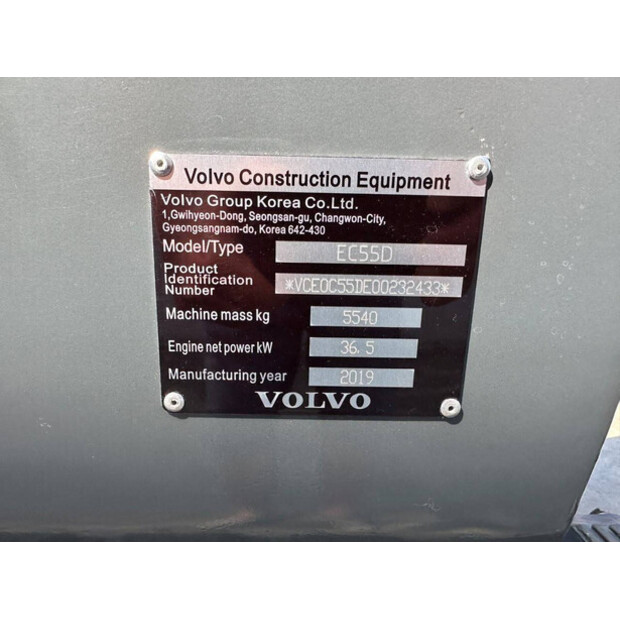 Volvo Construction Equipment
Volvo Group Korea Co.Ltd.
1,Gwihyeon-Dong, Seongsan-gu, Changwon-City,
Gyeongsangnam-do, Korea 642-430
Model/Type EC55D
Product
Identification
Number *VCE0C55DE00232433*
Machine mass kg 5540
Engine net power kW 36.5
Manufacturing year 2019
VOLVO